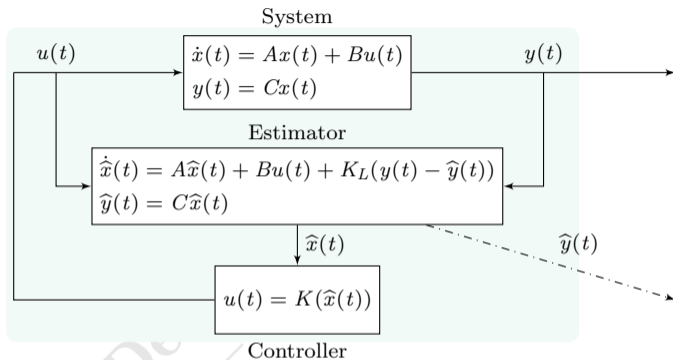 System
u(t)
ẋ(t) = Ax(t) + Bu(t)
y(t) = Cx(t)
y(t)
Estimator
x̂̇(t) = Ax̂(t) + Bu(t) + K_L(y(t) − ŷ(t))
ŷ(t) = Cx̂(t)
x̂(t)
ŷ(t)
u(t) = K(x̂(t))
Controller